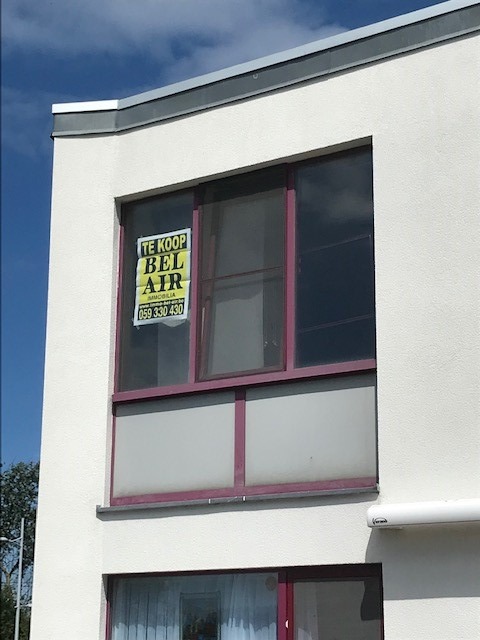 TE KOOP
BEL
AIR
IMMOBILIA
059 330 430